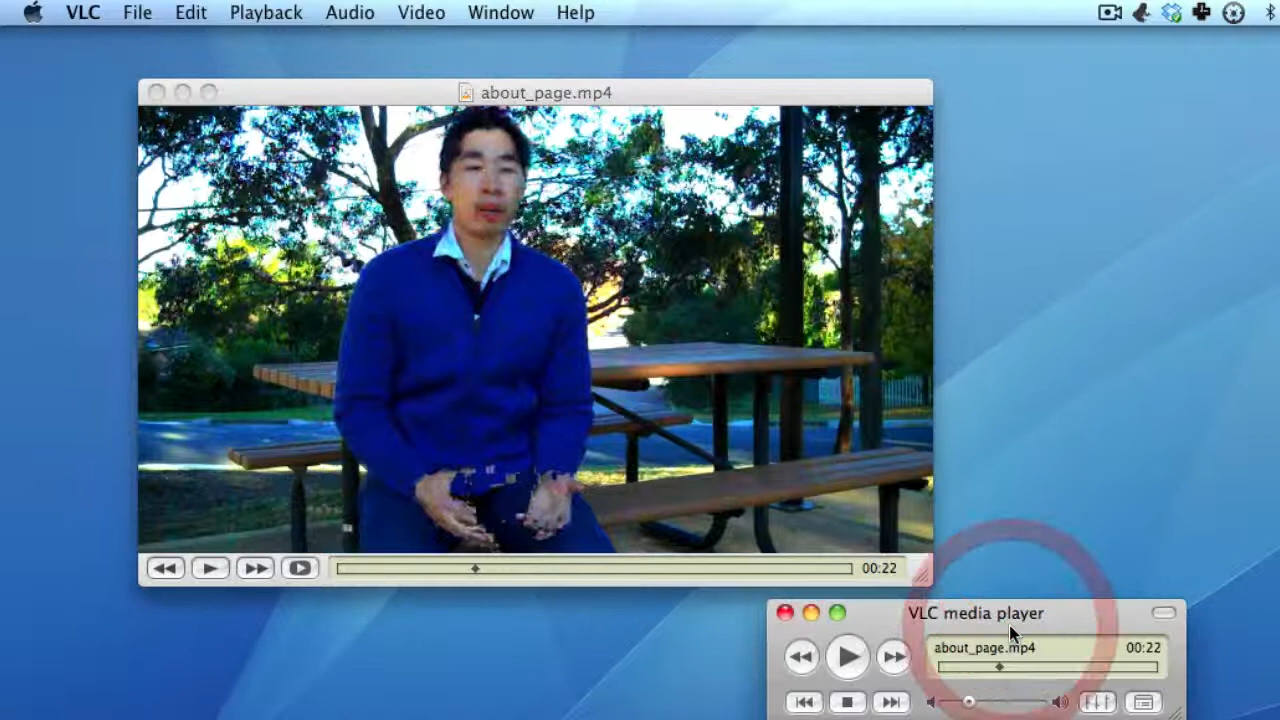 VLC File Edit Playback Audio Video Window Help
about_page.mp4
00:22
VLC media player
about_page.mp4 00:22